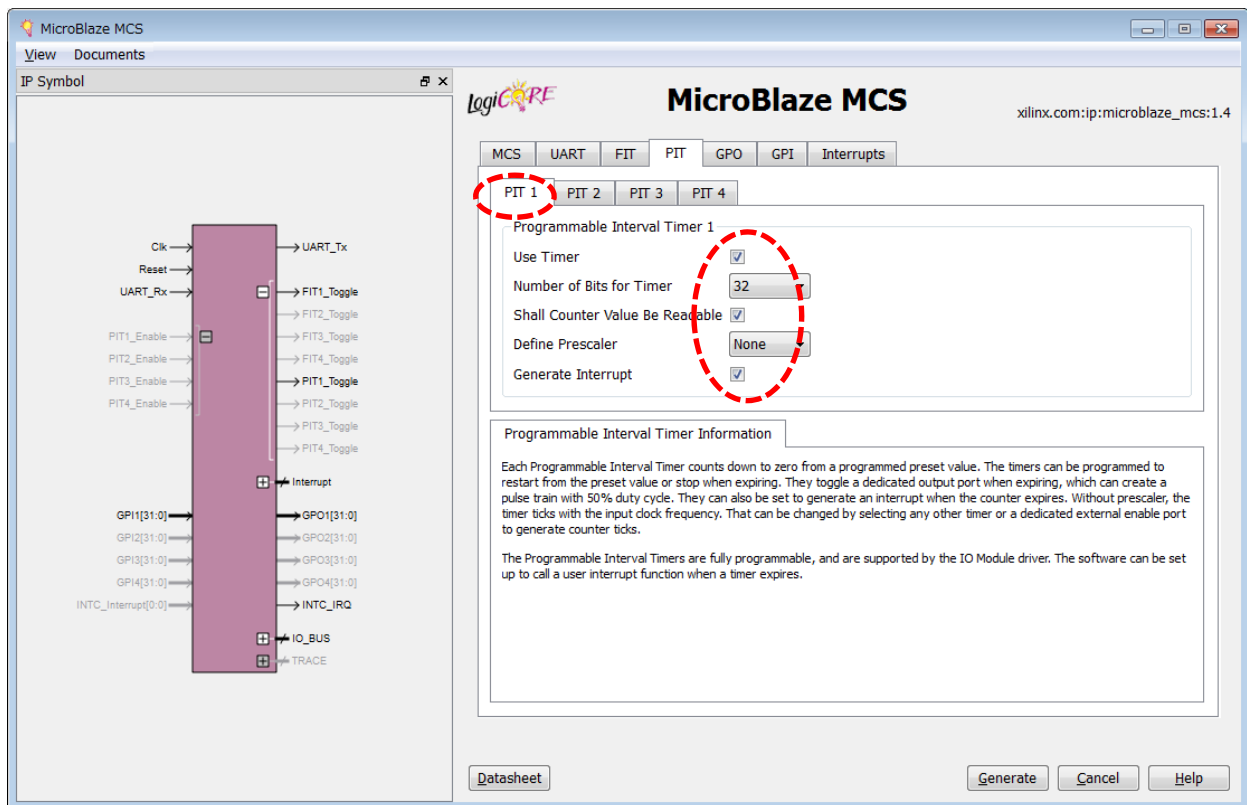 MicroBlaze MCS
View Documents
IP Symbol
Clk
Reset
UART_Rx
PIT1_Enable
PIT2_Enable
PIT3_Enable
PIT4_Enable
GPI1[31:0]
GPI2[31:0]
GPI3[31:0]
GPI4[31:0]
INTC_Interrupt[0:0]
UART_Tx
FIT1_Toggle
FIT2_Toggle
FIT3_Toggle
FIT4_Toggle
PIT1_Toggle
PIT2_Toggle
PIT3_Toggle
PIT4_Toggle
Interrupt
GPO1[31:0]
GPO2[31:0]
GPO3[31:0]
GPO4[31:0]
INTC_IRQ
IO_BUS
TRACE
logiCORE
MicroBlaze MCS
xilinx.com:ip:microblaze_mcs:1.4
MCS UART FIT PIT GPO GPI Interrupts
PIT 1 PIT 2 PIT 3 PIT 4
Programmable Interval Timer 1
Use Timer
Number of Bits for Timer 32
Shall Counter Value Be Readable
Define Prescaler None
Generate Interrupt
Programmable Interval Timer Information
Each Programmable Interval Timer counts down to zero from a programmed preset value. The timers can be programmed to
restart from the preset value or stop when expiring. They toggle a dedicated output port when expiring, which can create a
pulse train with 50% duty cycle. They can also be set to generate an interrupt when the counter expires. Without prescaler, the
timer ticks with the input clock frequency. That can be changed by selecting any other timer or a dedicated external enable port
to generate counter ticks.
The Programmable Interval Timers are fully programmable, and are supported by the IO Module driver. The software can be set
up to call a user interrupt function when a timer expires.
Datasheet Generate Cancel Help